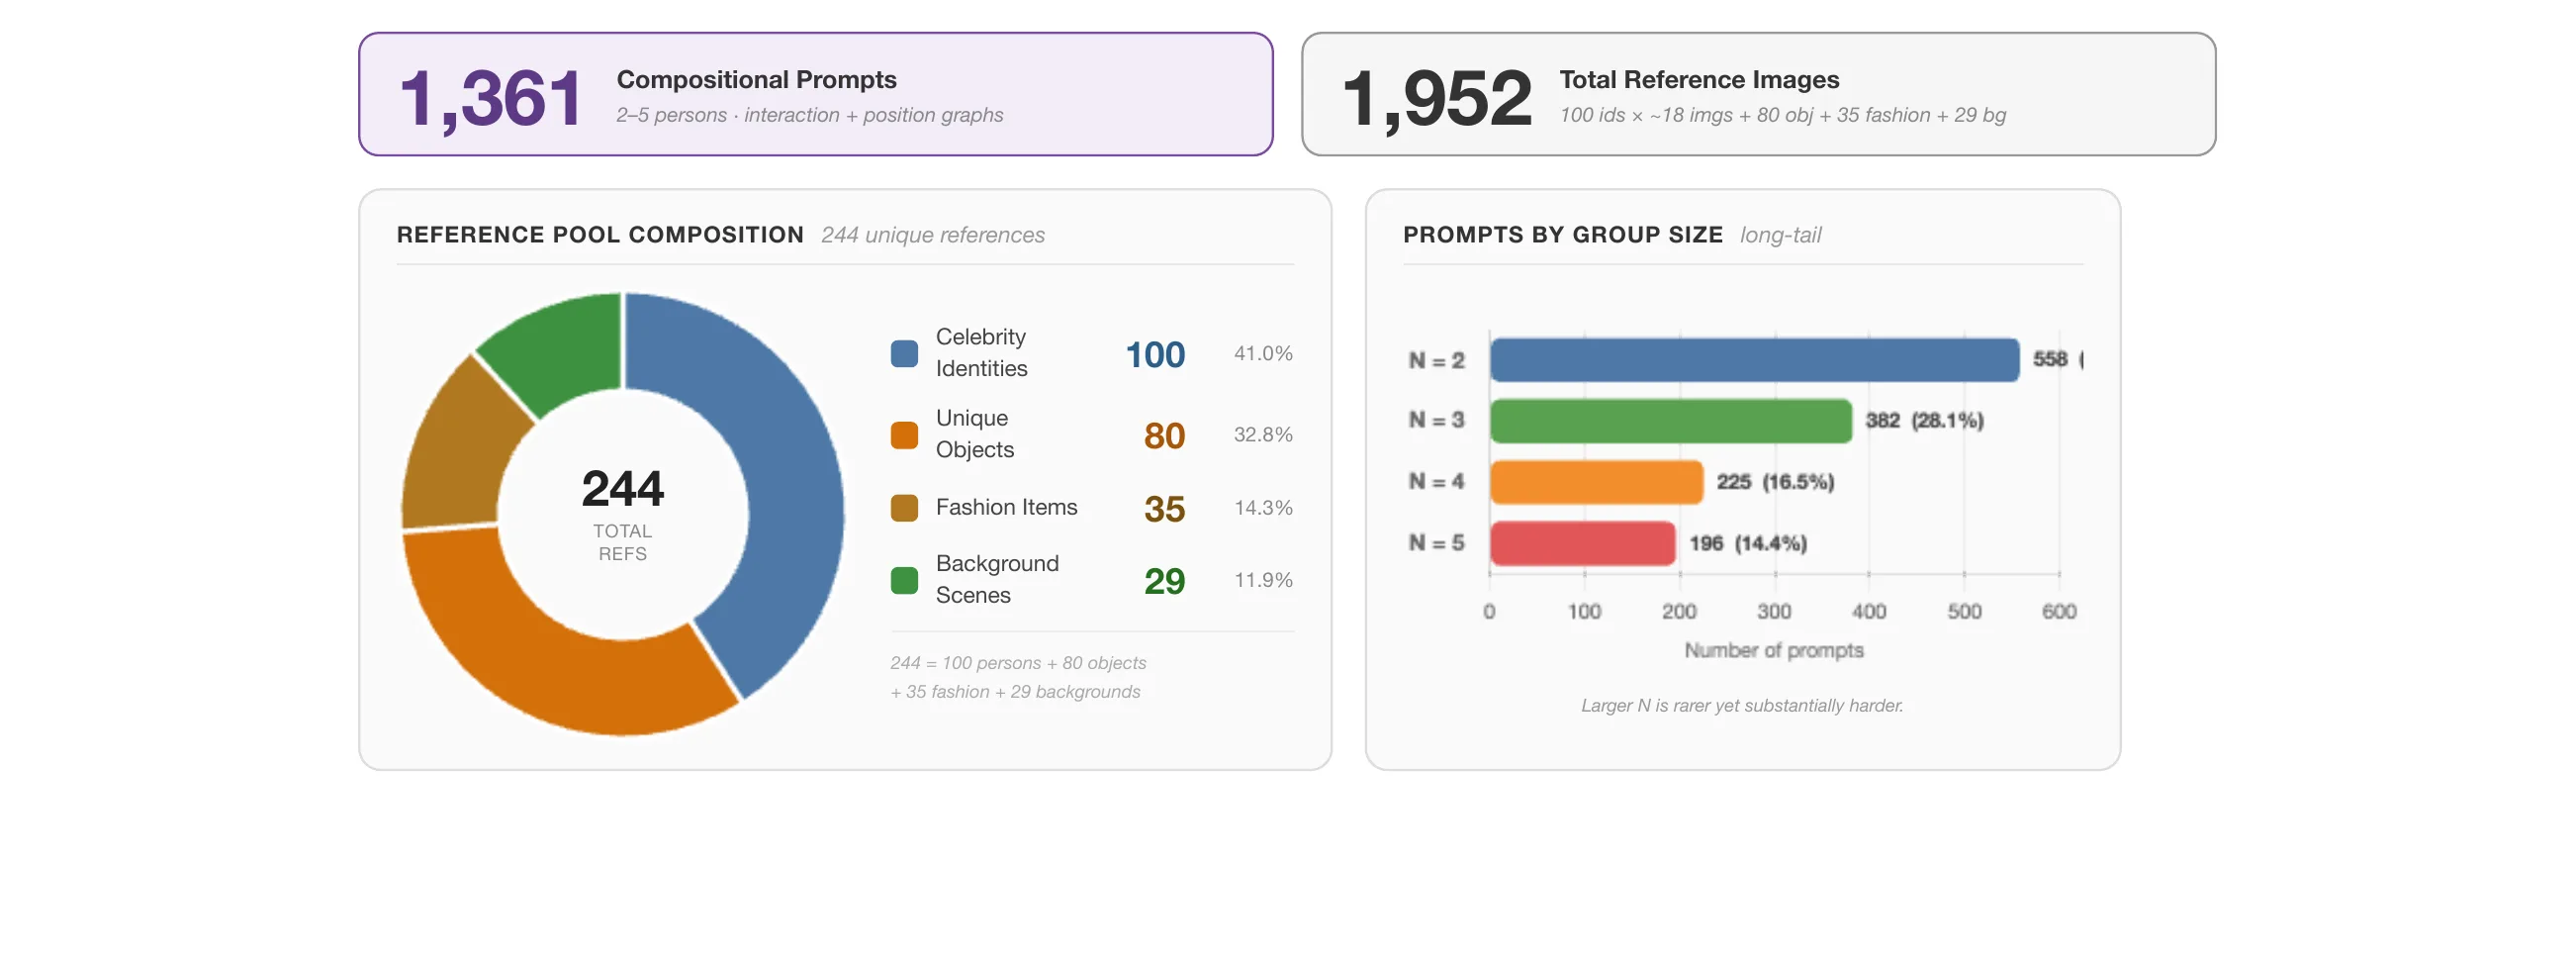 1,361 Compositional Prompts
2–5 persons · interaction + position graphs
1,952 Total Reference Images
100 ids × ~18 imgs + 80 obj + 35 fashion + 29 bg
REFERENCE POOL COMPOSITION 244 unique references
244
TOTAL
REFS
Celebrity
Identities
100 41.0%
Unique
Objects
80 32.8%
Fashion Items 35 14.3%
Background
Scenes
29 11.9%
244 = 100 persons + 80 objects
+ 35 fashion + 29 backgrounds
PROMPTS BY GROUP SIZE long-tail
N = 2 558 (
N = 3 382 (28.1%)
N = 4 225 (16.5%)
N = 5 196 (14.4%)
0 100 200 300 400 500 600
Number of prompts
Larger N is rarer yet substantially harder.